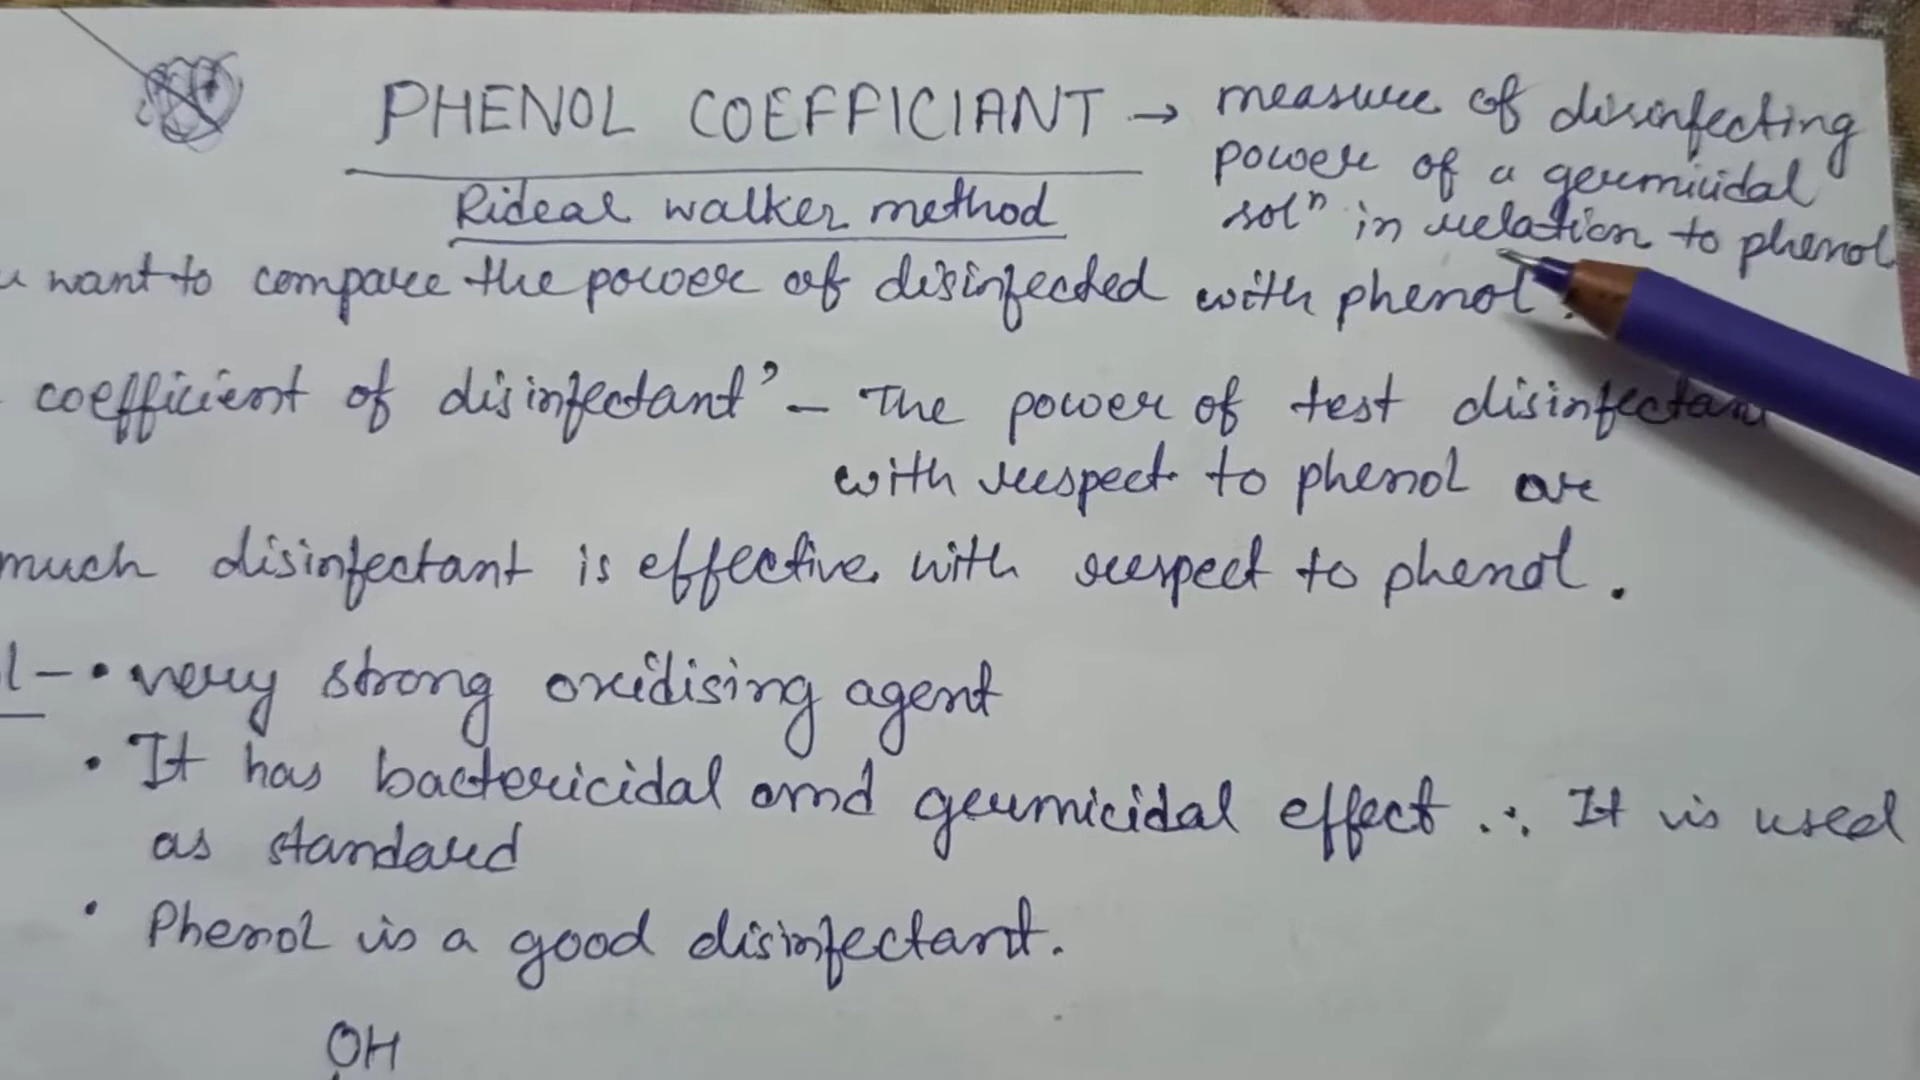 PHENOL COEFFICIANT → measure of disinfecting
power of a germicidal
solⁿ in relation to phenol
Rideal walker method
want to compare the power of disinfected with phenol.
coefficient of disinfectant' - The power of test disinfectant
with respect to phenol are
much disinfectant is effective with respect to phenol.
l - • very strong oxidising agent
• It has bactericidal and germicidal effect ∴ It is used
as standard
• Phenol is a good disinfectant.
OH